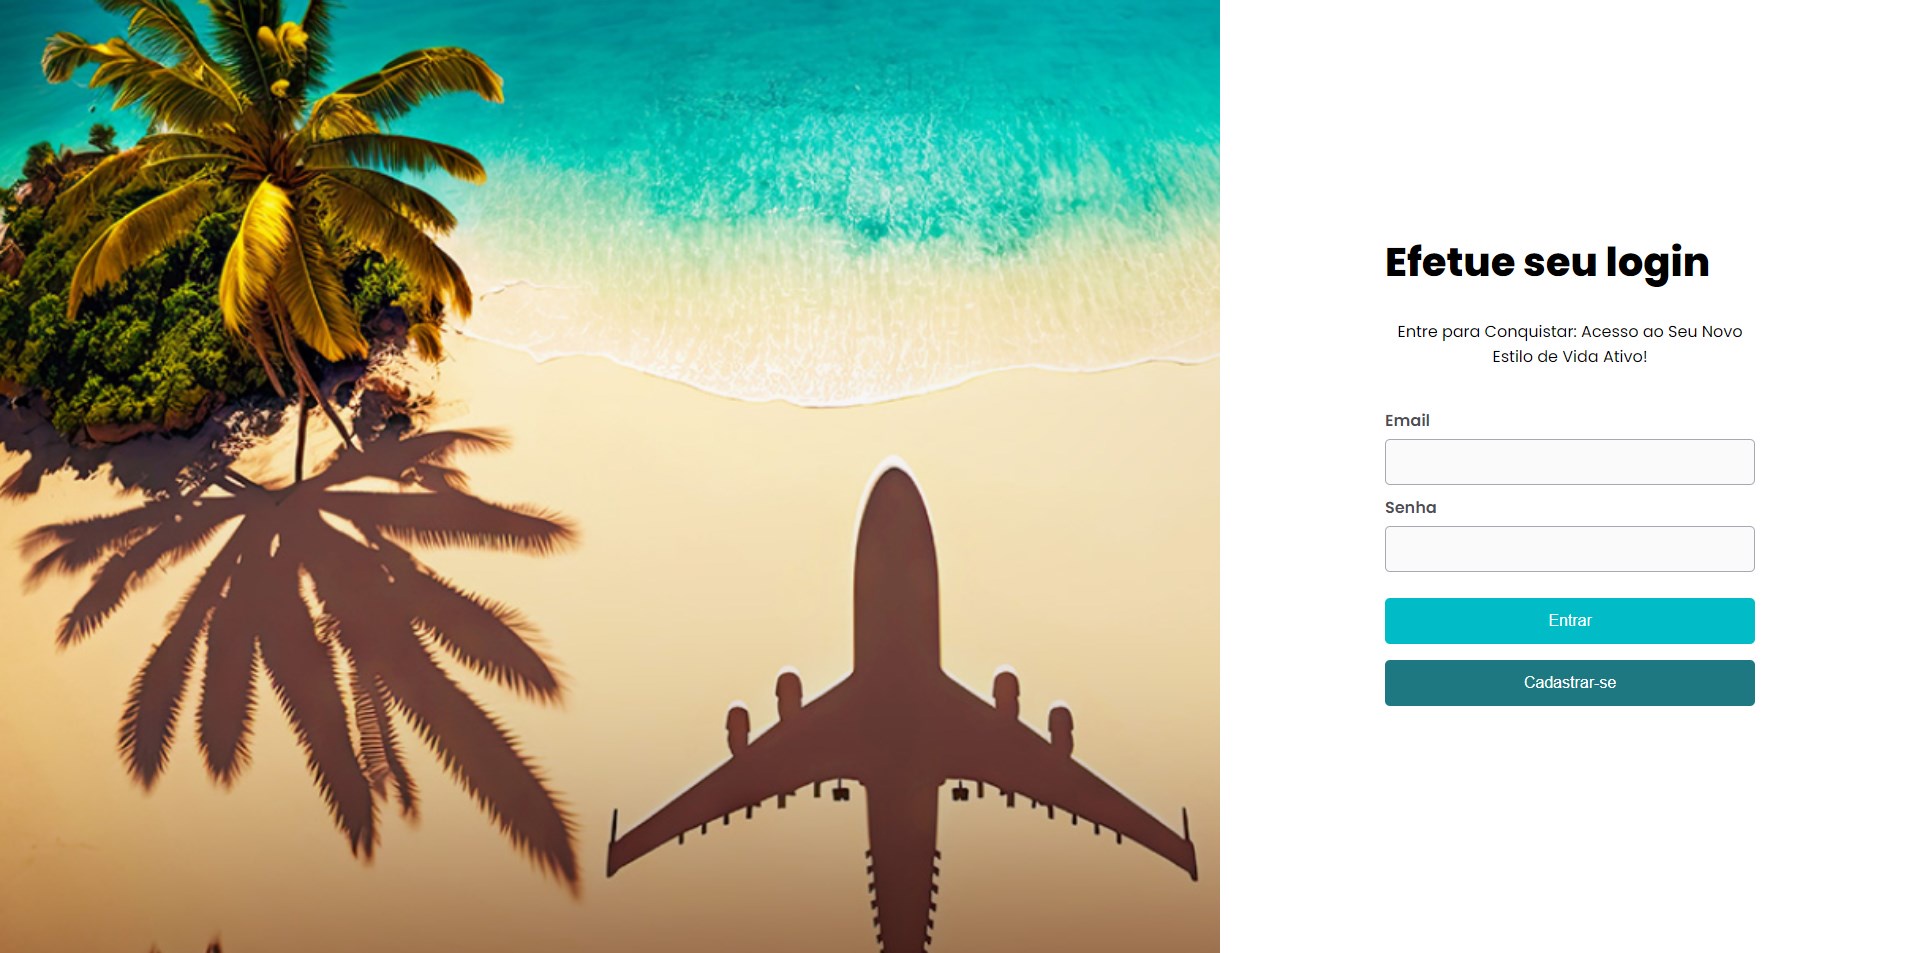 Efetue seu login
Entre para Conquistar: Acesso ao Seu Novo
Estilo de Vida Ativo!
Email
Senha
Entrar
Cadastrar-se